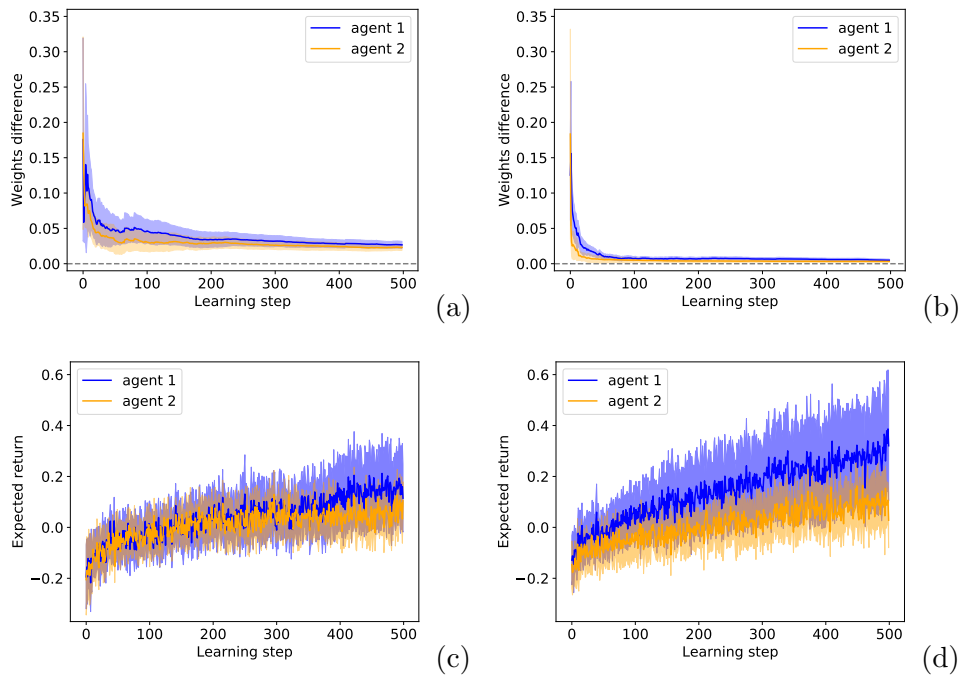 0.35
0.30
0.25
0.20
0.15
0.10
0.05
0.00
Weights difference
agent 1
agent 2
0 100 200 300 400 500
Learning step
(a)
0.35
0.30
0.25
0.20
0.15
0.10
0.05
0.00
Weights difference
agent 1
agent 2
0 100 200 300 400 500
Learning step
(b)
0.6
0.4
0.2
0.0
−0.2
Expected return
agent 1
agent 2
0 100 200 300 400 500
Learning step
(c)
0.6
0.4
0.2
0.0
−0.2
Expected return
agent 1
agent 2
0 100 200 300 400 500
Learning step
(d)